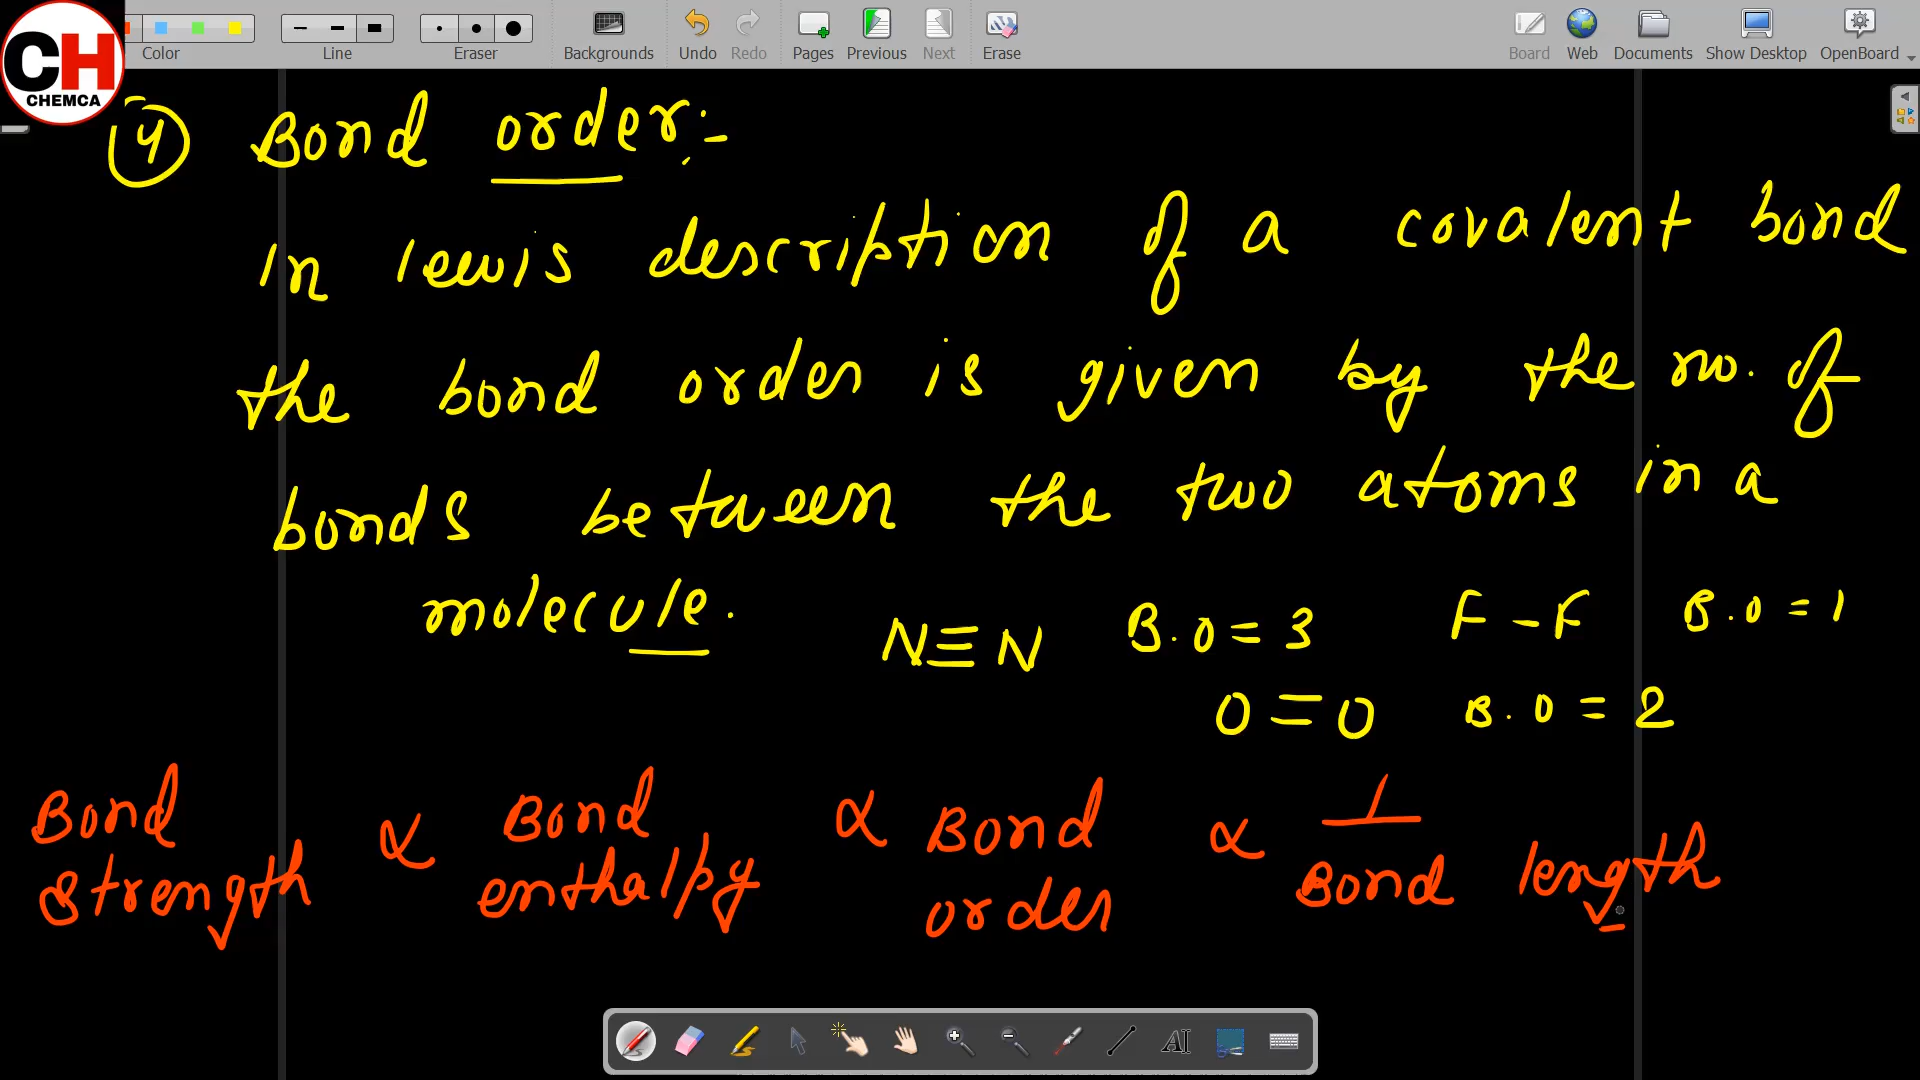 CH
CHEMCA
Color
Line
Eraser
Backgrounds
Undo
Redo
Pages
Previous
Next
Erase
Board
Web
Documents
Show Desktop
OpenBoard
(4) Bond order:-
In lewis description of a covalent bond
the bond order is given by the no. of
bonds between the two atoms in a
molecule. N≡N B.O = 3 F-F B.O = 1
O=O B.O = 2
Bond strength ∝ Bond enthalpy ∝ Bond order ∝ 1/Bond length
AI